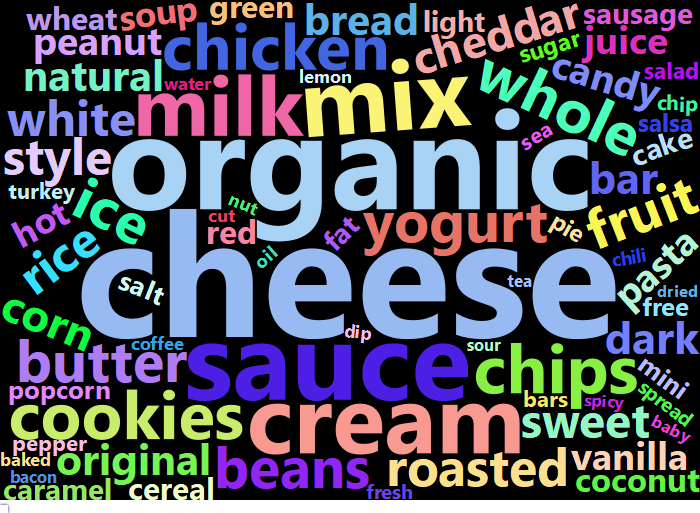 wheat
soup
green
bread
light
cheddar
sausage
peanut
chicken
sugar
juice
natural
water
lemon
milk
mix
whole
candy
salad
chip
white
organic
sea
salsa
cake
style
bar
turkey
ice
nut
hot
cut
red
fat
yogurt
pie
fruit
rice
oil
cheese
chili
pasta
salt
tea
dried
free
corn
coffee
dip
sour
dark
butter
sauce
chips
mini
popcorn
bars
spicy
spread
cookies
cream
sweet
baby
pepper
baked
original
beans
roasted
vanilla
bacon
caramel
cereal
fresh
coconut